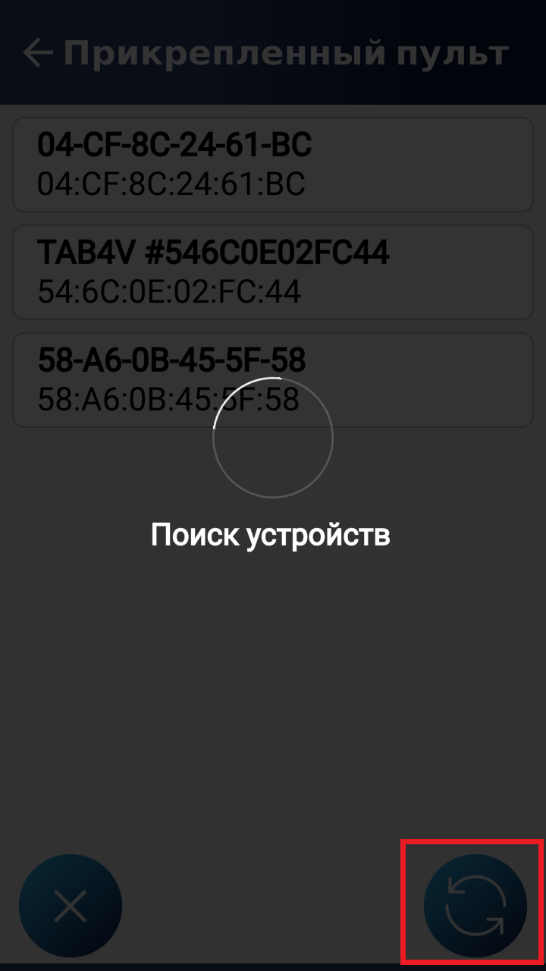 Прикрепленный пульт
04-CF-8C-24-61-BC
04:CF:8C:24:61:BC
TAB4V #546C0E02FC44
54:6C:0E:02:FC:44
58-A6-0B-45-5F-58
58:A6:0B:45:5F:58
Поиск устройств